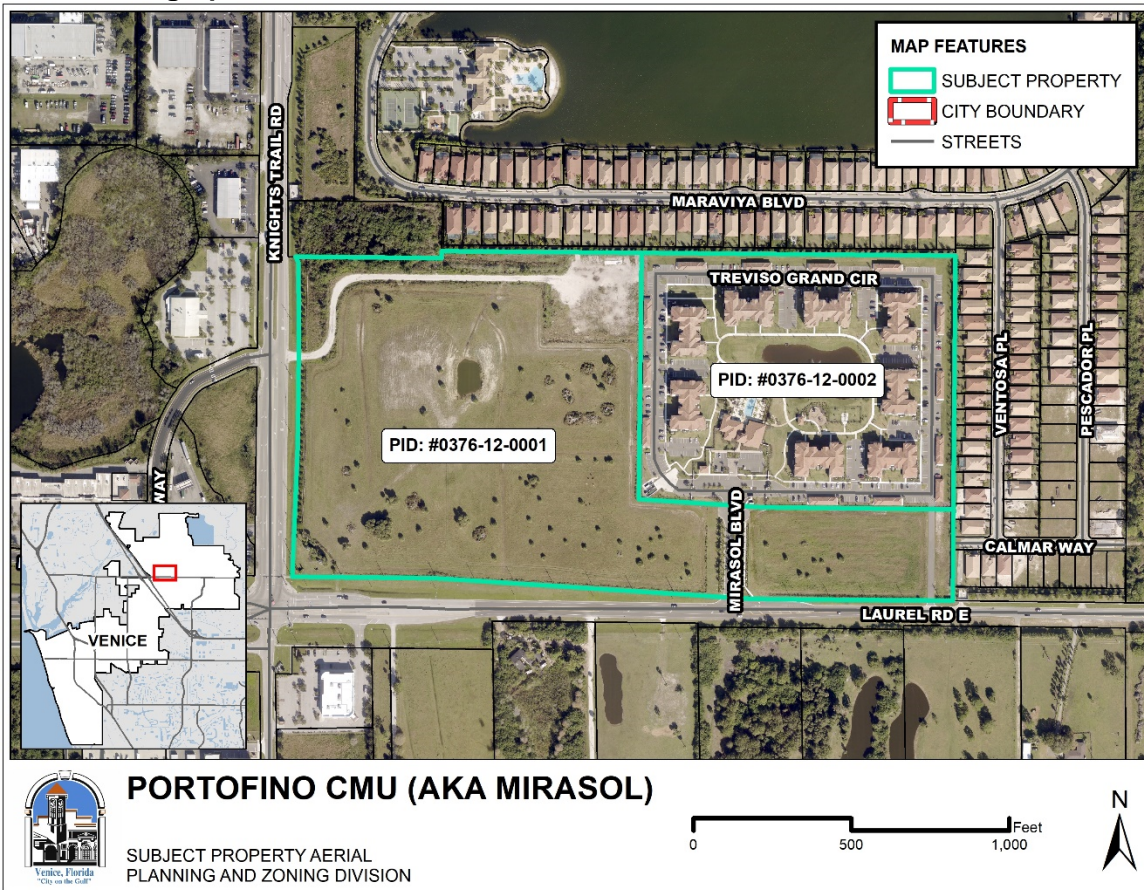 MAP FEATURES
SUBJECT PROPERTY
CITY BOUNDARY
STREETS
KNIGHTS TRAIL RD
MARAVIYA BLVD
TREVISO GRAND CIR
PID: #0376-12-0002
VENTOSA PL
PESCADOR PL
PID: #0376-12-0001
WAY
MIRASOL BLVD
CALMAR WAY
LAUREL RD E
VENICE
PORTOFINO CMU (AKA MIRASOL)
SUBJECT PROPERTY AERIAL
PLANNING AND ZONING DIVISION
Venice, Florida
"City on the Gulf"
Feet
0 500 1,000
N